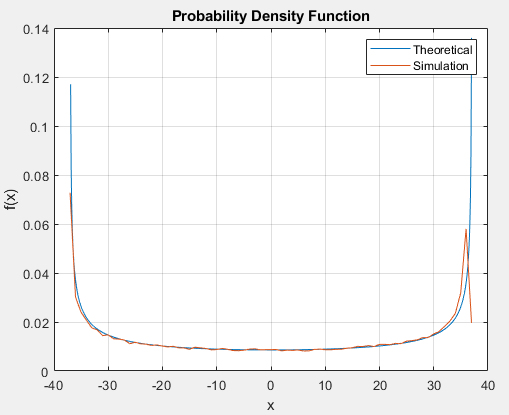 Probability Density Function
0.14
0.12
0.1
0.08
0.06
0.04
0.02
0
f(x)
Theoretical
Simulation
-40 -30 -20 -10 0 10 20 30 40
x